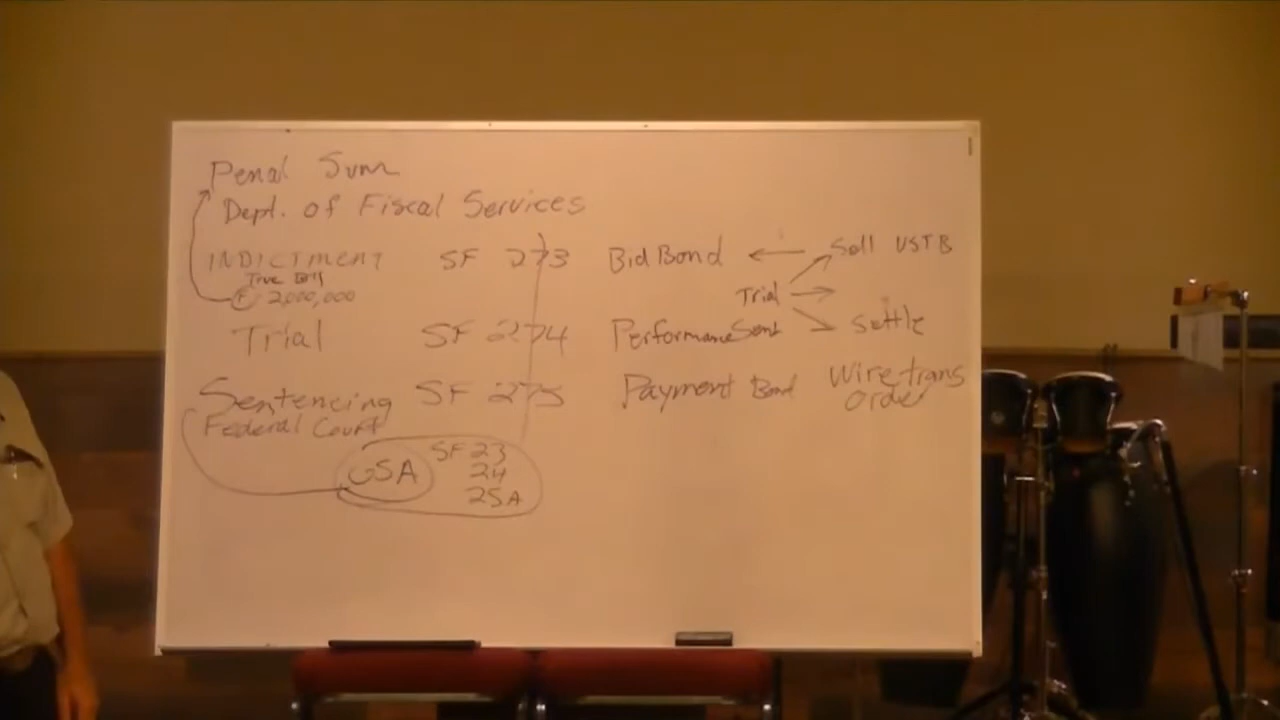 Penal Sum
Dept. of Fiscal Services
INDICTMENT SF 273 Bid Bond Sell USTB
True Bill
2,000,000
Trial
Trial SF 274 Performance Settle
Sentencing SF 275 Payment Bond Wire trans
Order
Federal Court
GSA SF 23
24
25A